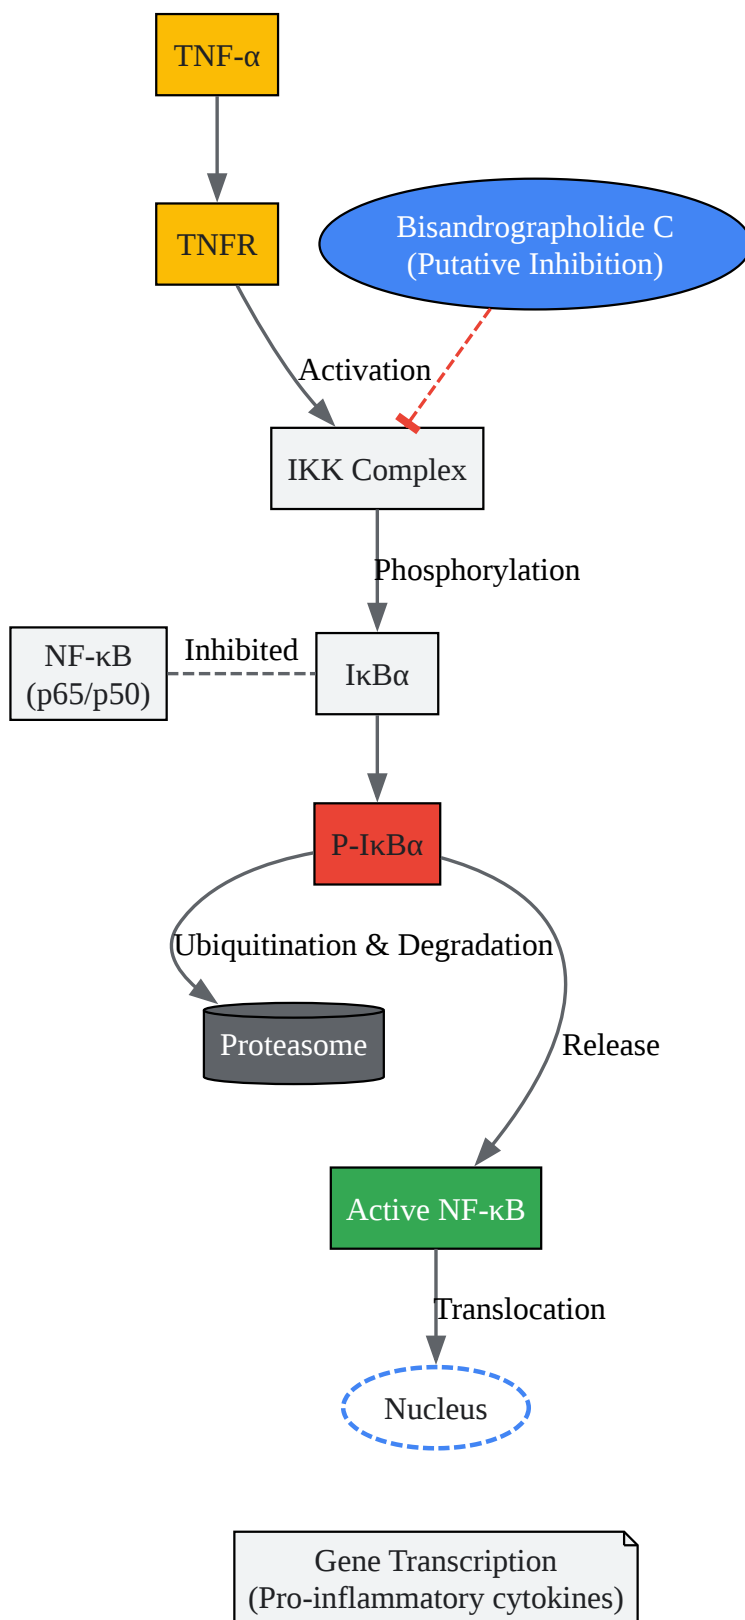 TNF-α
TNFR
Bisandrographolide C
(Putative Inhibition)
Activation
IKK Complex
Phosphorylation
NF-κB
(p65/p50)
Inhibited
IκBα
P-IκBα
Ubiquitination & Degradation
Proteasome
Release
Active NF-κB
Translocation
Nucleus
Gene Transcription
(Pro-inflammatory cytokines)